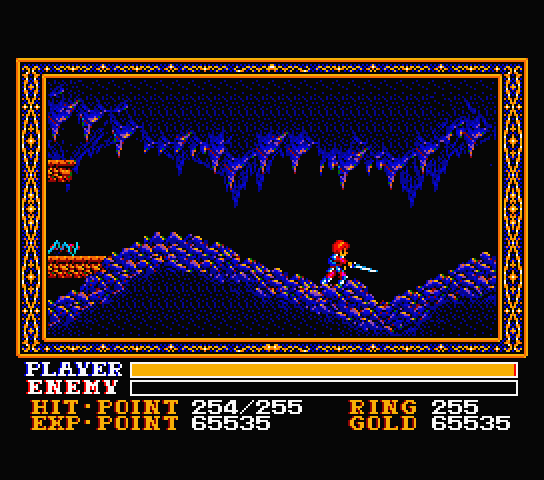 PLAYER
ENEMY
HIT·POINT 254/255 RING 255
EXP·POINT 65535 GOLD 65535